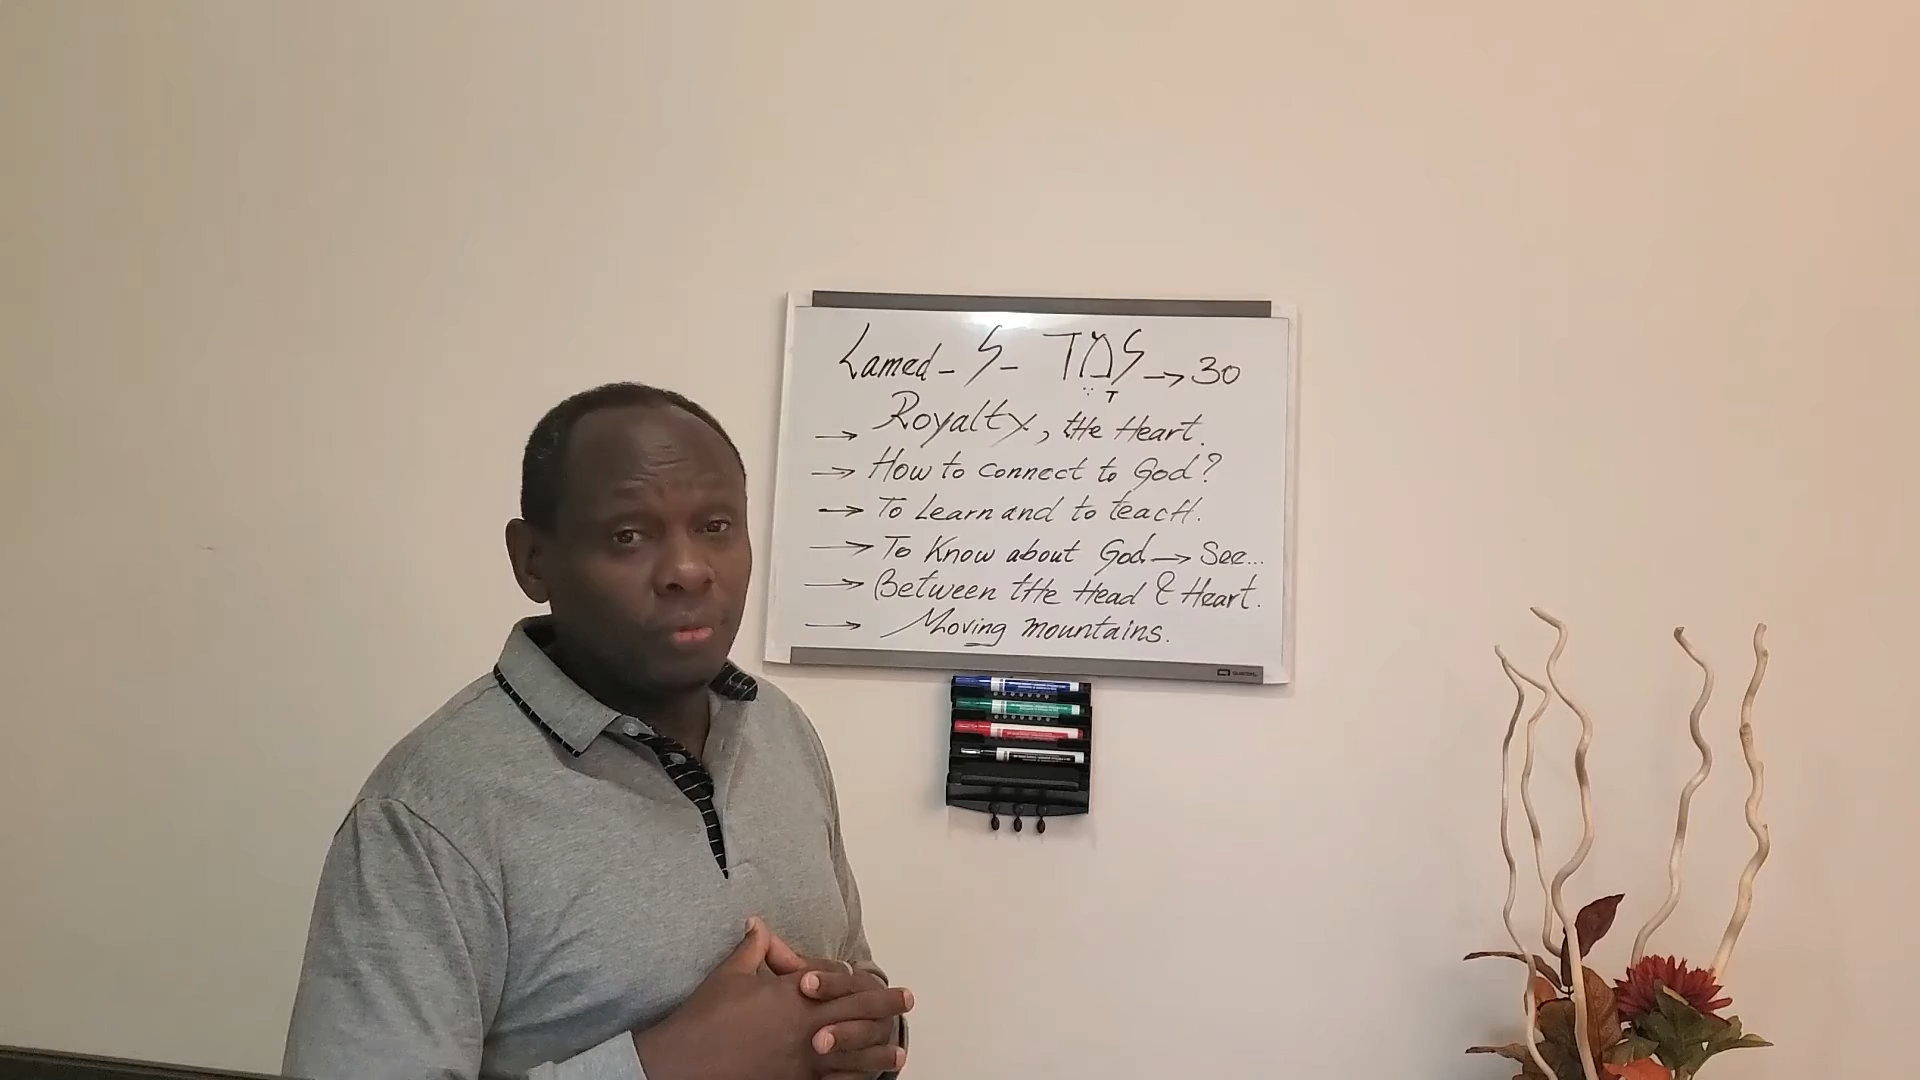 Lamed - ל - לָמֶד → 30
→ Royalty, the Heart.
→ How to connect to God?
→ To Learn and to teach.
→ To Know about God → See...
→ Between the Head & Heart.
→ Moving mountains.